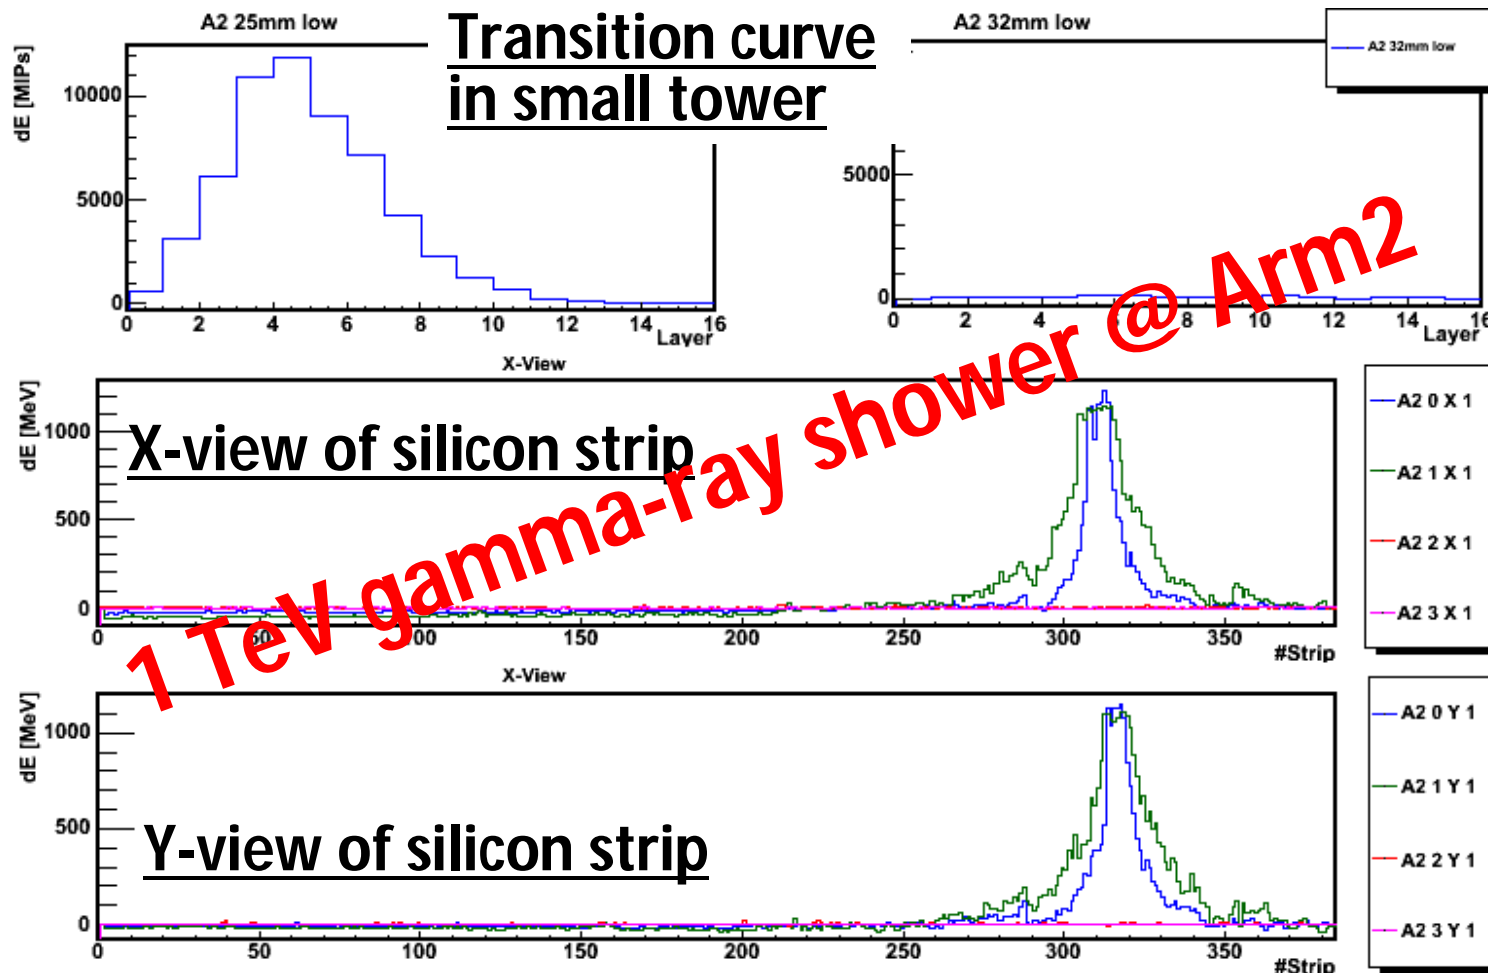 A2 25mm low
Transition curve
in small tower
A2 32mm low
A2 32mm low
dE [MIPs]
10000
5000
0
0 2 4 6 8 10 12 14 16
Layer
5000
0
0 2 4 8 10 12 14 16
Layer
1 TeV gamma-ray shower @ Arm2
X-View
dE [MeV]
1000
500
0
X-view of silicon strip
0 50 100 150 200 250 300 350
#Strip
A2 0 X 1
A2 1 X 1
A2 2 X 1
A2 3 X 1
X-View
dE [MeV]
1000
500
0
Y-view of silicon strip
0 50 100 150 200 250 300 350
#Strip
A2 0 Y 1
A2 1 Y 1
A2 2 Y 1
A2 3 Y 1